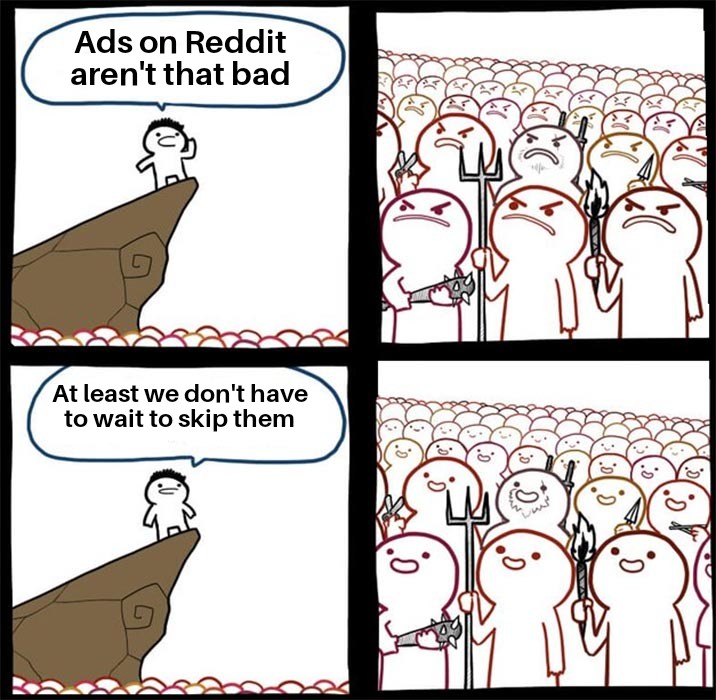 Ads on Reddit
aren't that bad
At least we don't have
to wait to skip them